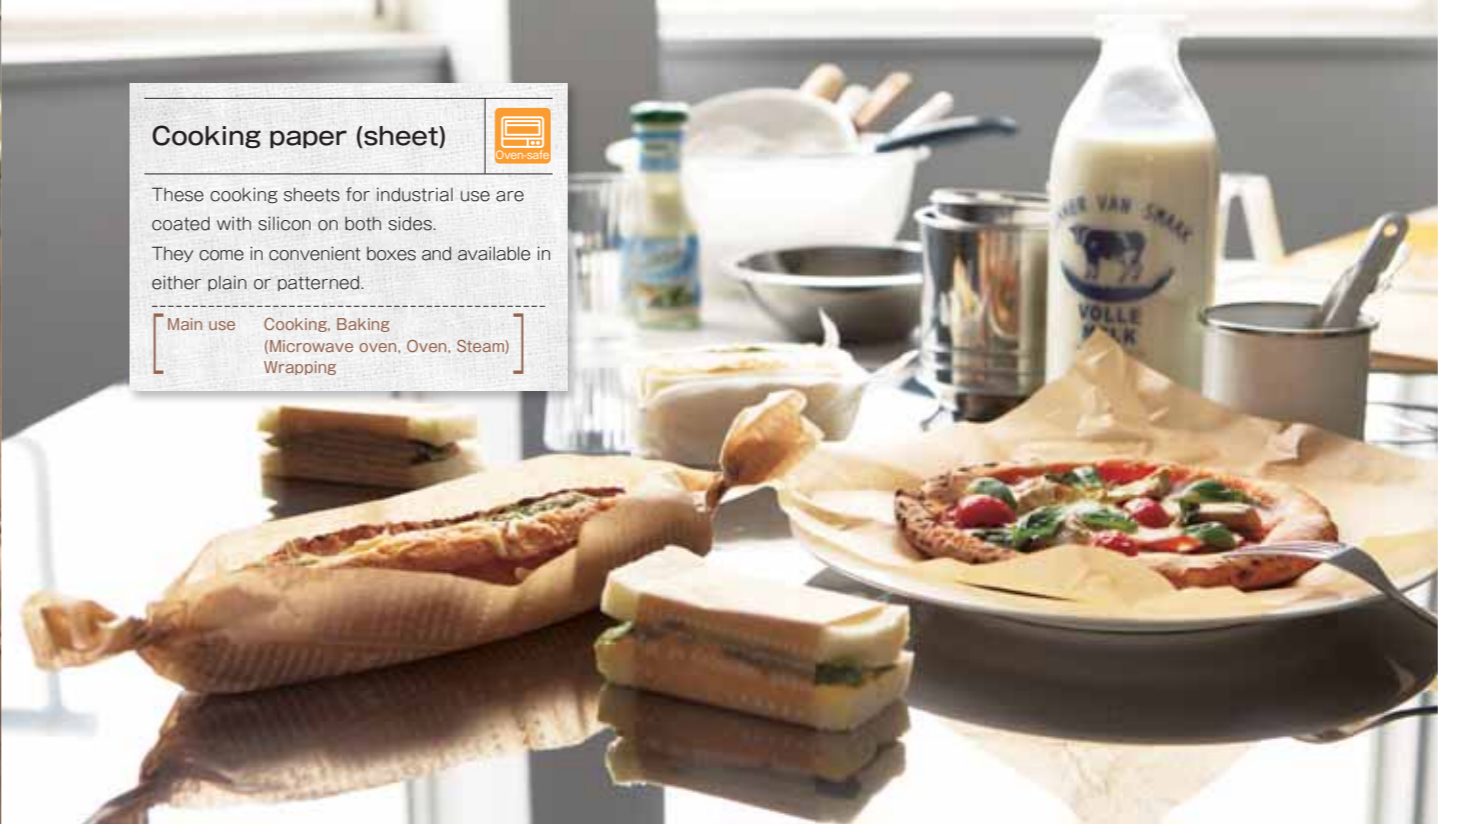 Cooking paper (sheet)
Oven-safe
These cooking sheets for industrial use are
coated with silicon on both sides.
They come in convenient boxes and available in
either plain or patterned.
Main use Cooking, Baking
(Microwave oven, Oven, Steam)
Wrapping
VAN SMAAK
VOLLE